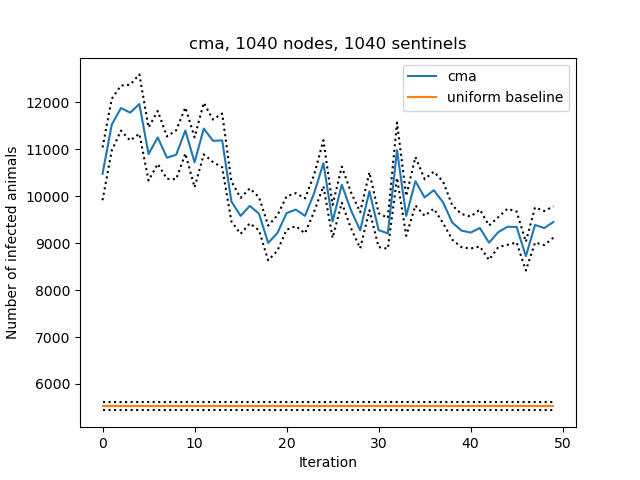 cma, 1040 nodes, 1040 sentinels
cma
uniform baseline
Number of infected animals
12000
11000
10000
9000
8000
7000
6000
0 10 20 30 40 50
Iteration